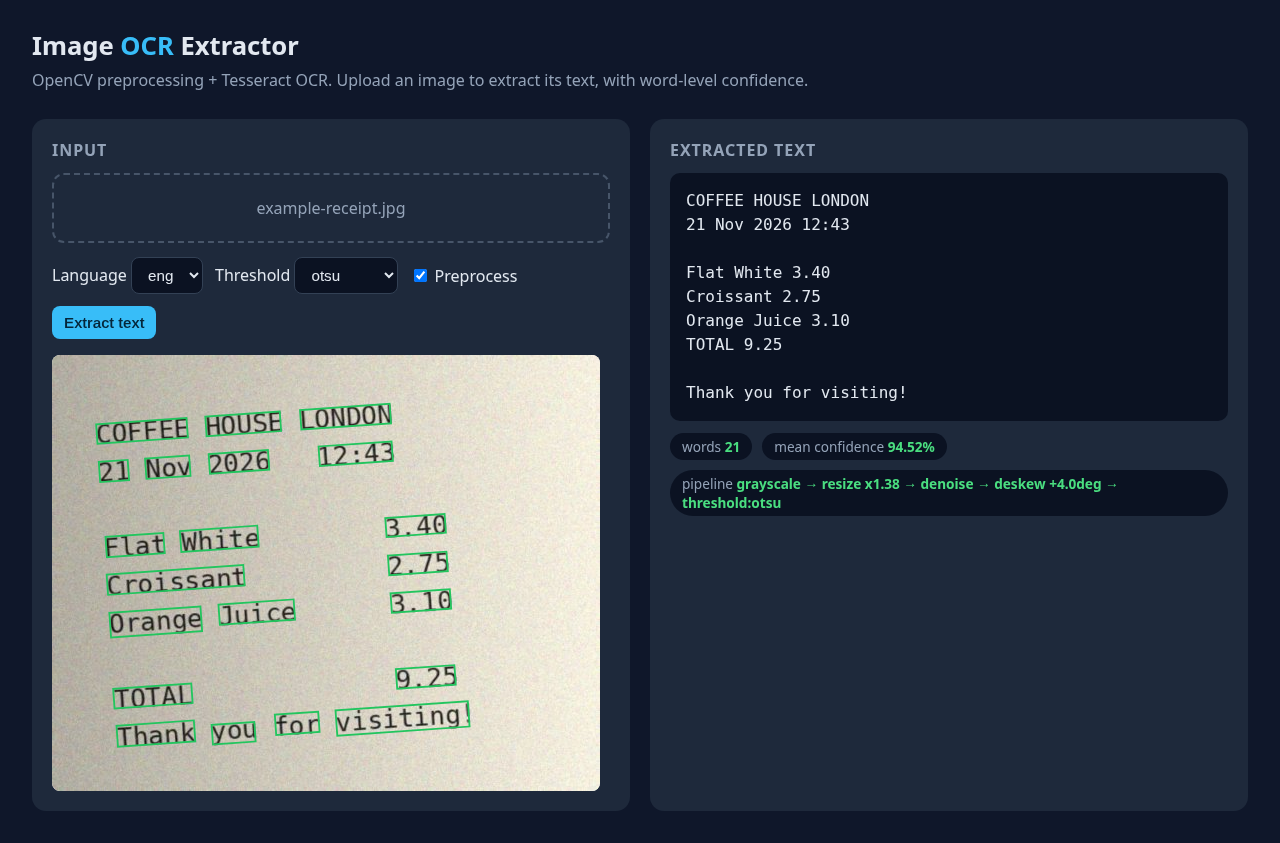 Image OCR Extractor
OpenCV preprocessing + Tesseract OCR. Upload an image to extract its text, with word-level confidence.
INPUT
example-receipt.jpg
Language eng Threshold otsu Preprocess
Extract text
COFFEE HOUSE LONDON
21 Nov 2026 12:43
Flat White 3.40
Croissant 2.75
Orange Juice 3.10
TOTAL 9.25
Thank you for visiting!
EXTRACTED TEXT
COFFEE HOUSE LONDON
21 Nov 2026 12:43
Flat White 3.40
Croissant 2.75
Orange Juice 3.10
TOTAL 9.25
Thank you for visiting!
words 21
mean confidence 94.52%
pipeline grayscale → resize x1.38 → denoise → deskew +4.0deg →
threshold:otsu